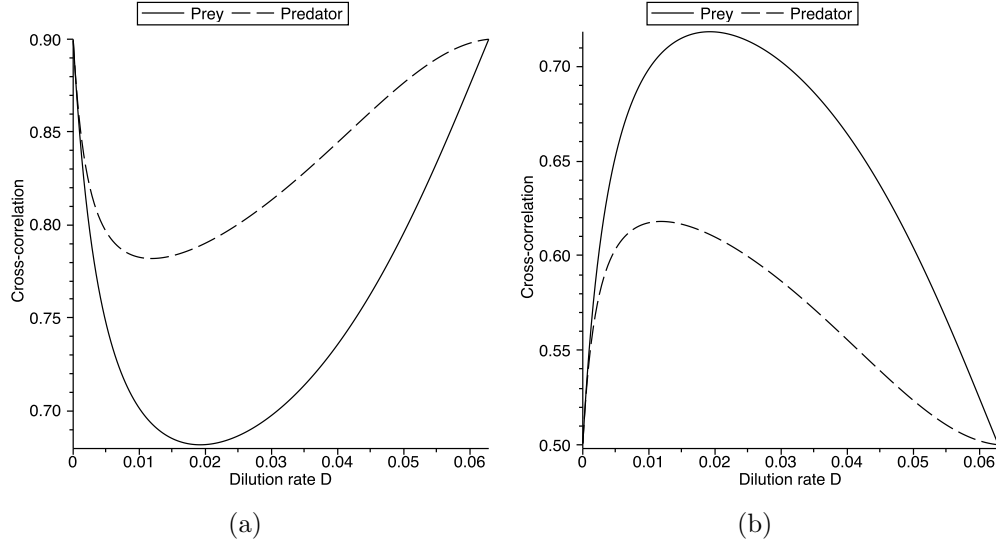 Prey Predator
0.90
0.85
0.80
0.75
0.70
Cross-correlation
0 0.01 0.02 0.03 0.04 0.05 0.06
Dilution rate D
(a)
Prey Predator
0.70
0.65
0.60
0.55
0.50
Cross-correlation
0 0.01 0.02 0.03 0.04 0.05 0.06
Dilution rate D
(b)